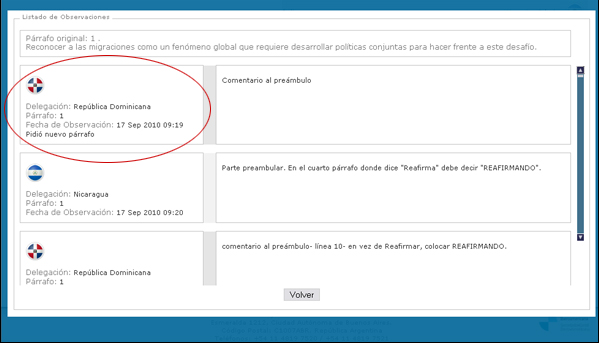 Listado de Observaciones
Párrafo original: 1 .
Reconocer a las migraciones como un fenómeno global que requiere desarrollar políticas conjuntas para hacer frente a este desafío.
Delegación: República Dominicana
Párrafo: 1
Fecha de Observación: 17 Sep 2010 09:19
Pidió nuevo párrafo
Comentario al preámbulo
Delegación: Nicaragua
Párrafo: 1
Fecha de Observación: 17 Sep 2010 09:20
Parte preambular. En el cuarto párrafo donde dice "Reafirma" debe decir "REAFIRMANDO".
Delegación: República Dominicana
Párrafo: 1
comentario al preámbulo- línea 10- en vez de Reafirmar, colocar REAFIRMANDO.
Volver